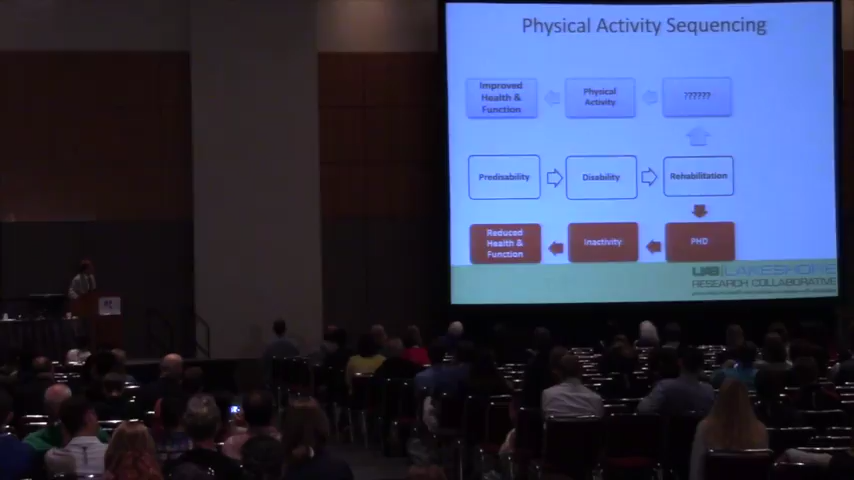 Physical Activity Sequencing
Improved
Health &
Function
Physical
Activity
??????
Predisability
Disability
Rehabilitation
Reduced
Health &
Function
Inactivity
PHD
UAB LAKESHORE
RESEARCH COLLABORATIVE